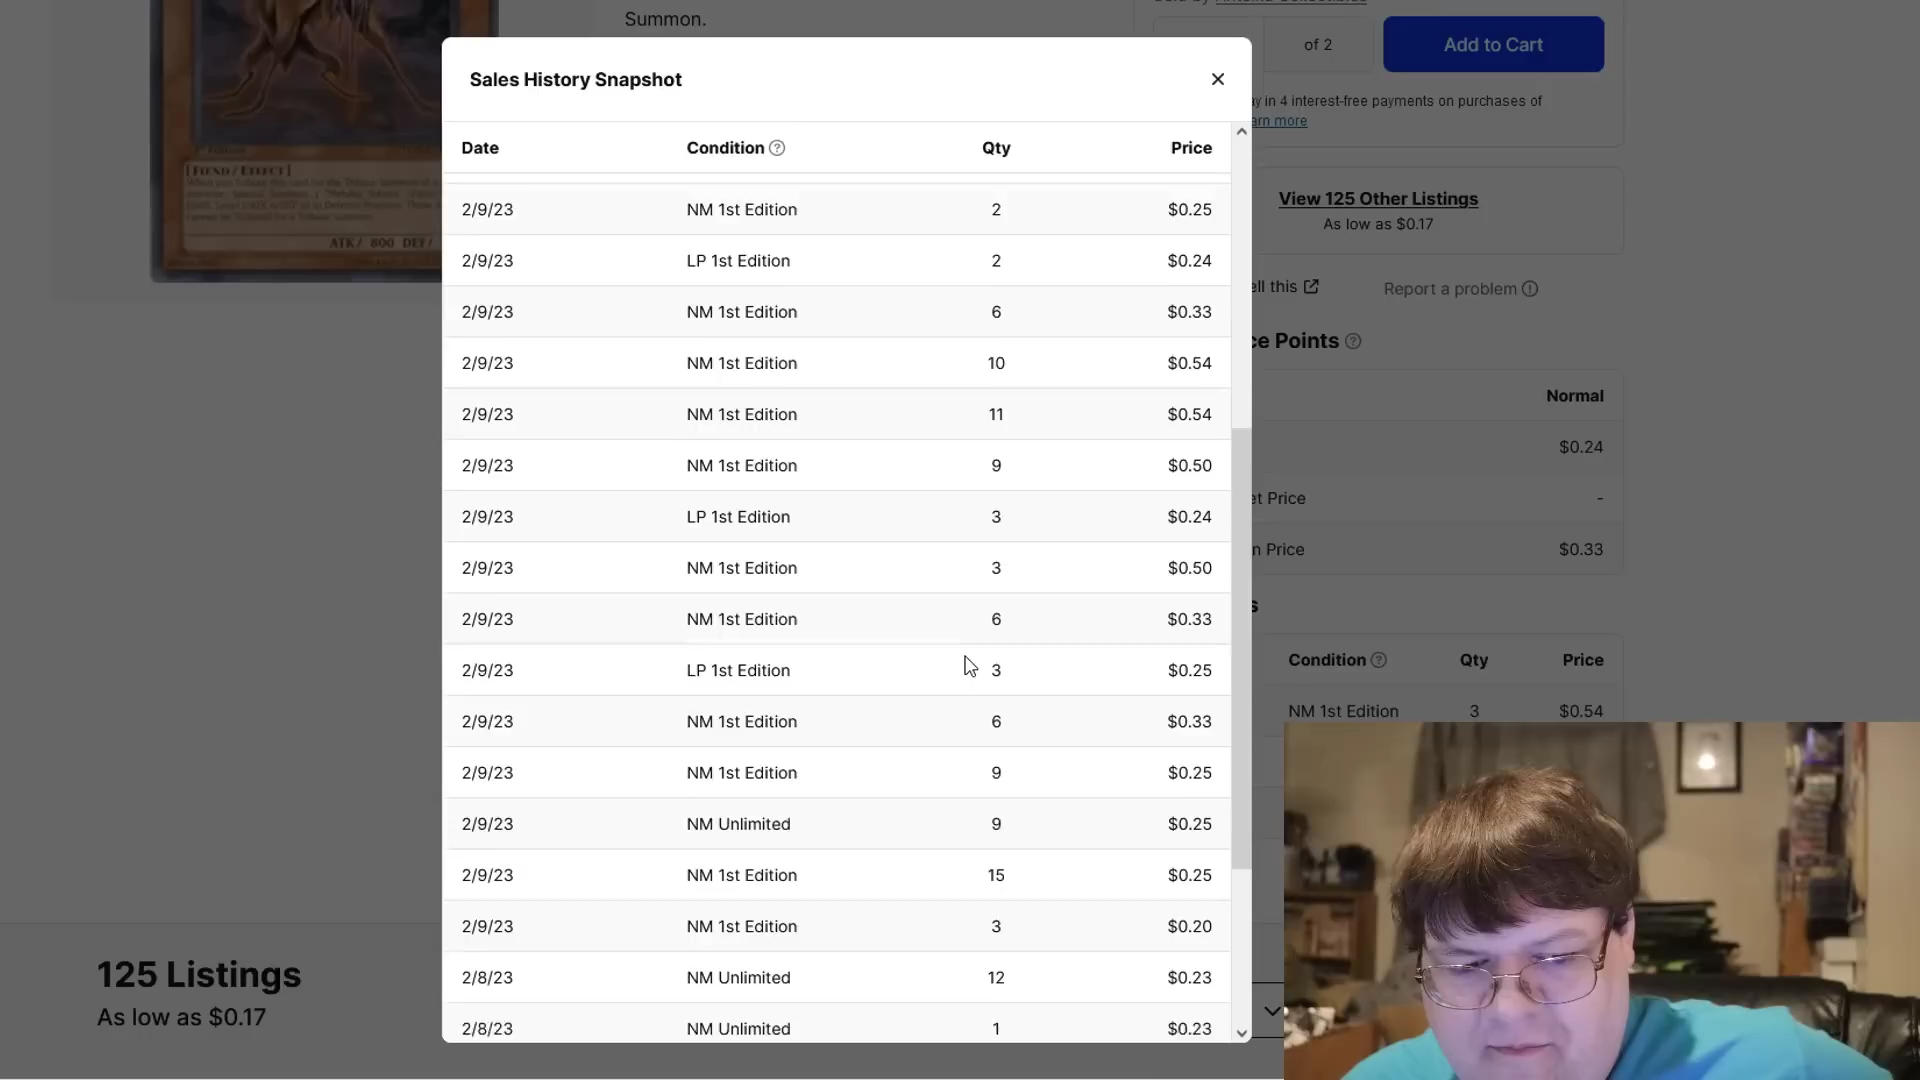 Summon.
of 2
Add to Cart
Sales History Snapshot
ay in 4 interest-free payments on purchases of
arn more
Date Condition Qty Price
2/9/23 NM 1st Edition 2 $0.25
2/9/23 LP 1st Edition 2 $0.24
2/9/23 NM 1st Edition 6 $0.33
2/9/23 NM 1st Edition 10 $0.54
2/9/23 NM 1st Edition 11 $0.54
2/9/23 NM 1st Edition 9 $0.50
2/9/23 LP 1st Edition 3 $0.24
2/9/23 NM 1st Edition 3 $0.50
2/9/23 NM 1st Edition 6 $0.33
2/9/23 LP 1st Edition 3 $0.25
2/9/23 NM 1st Edition 6 $0.33
2/9/23 NM 1st Edition 9 $0.25
2/9/23 NM Unlimited 9 $0.25
2/9/23 NM 1st Edition 15 $0.25
2/9/23 NM 1st Edition 3 $0.20
2/8/23 NM Unlimited 12 $0.23
2/8/23 NM Unlimited 1 $0.23
View 125 Other Listings
As low as $0.17
ell this
Report a problem
ce Points
Normal
$0.24
et Price -
n Price $0.33
s
Condition Qty Price
NM 1st Edition 3 $0.54
[FIEND / EFFECT]
ATK/ 800 DEF/
125 Listings
As low as $0.17